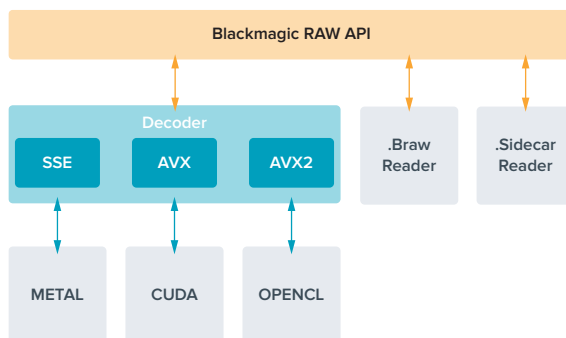 Blackmagic RAW API
Decoder
SSE
AVX
AVX2
.Braw
Reader
.Sidecar
Reader
METAL
CUDA
OPENCL